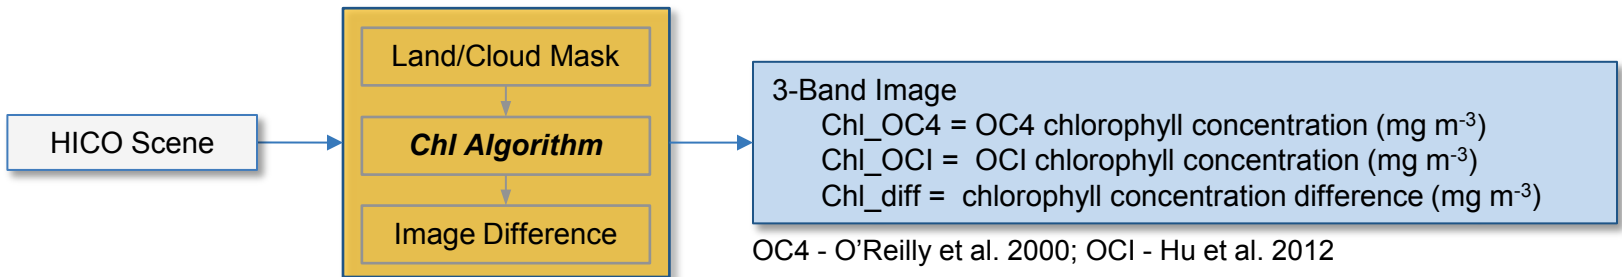 HICO Scene
Land/Cloud Mask
Chl Algorithm
Image Difference
3-Band Image
Chl_OC4 = OC4 chlorophyll concentration (mg m⁻³)
Chl_OCI = OCI chlorophyll concentration (mg m⁻³)
Chl_diff = chlorophyll concentration difference (mg m⁻³)
OC4 - O'Reilly et al. 2000; OCI - Hu et al. 2012